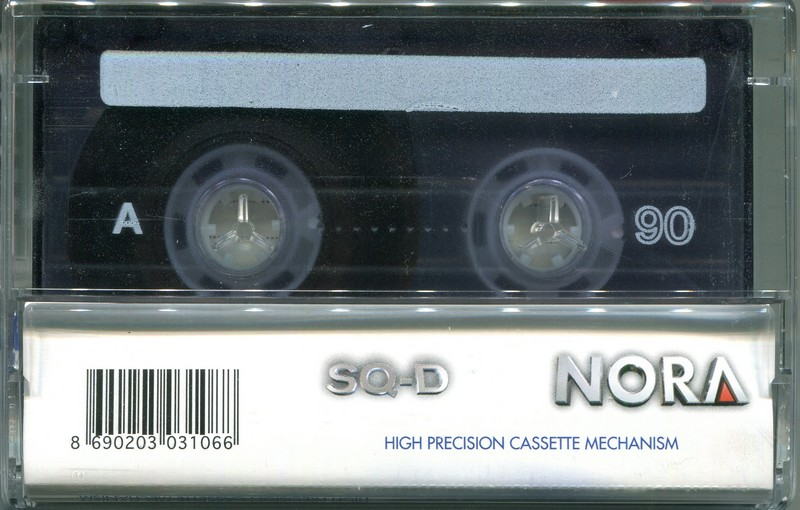 A
90
SQ-D
NORA
8 690203 031066
HIGH PRECISION CASSETTE MECHANISM